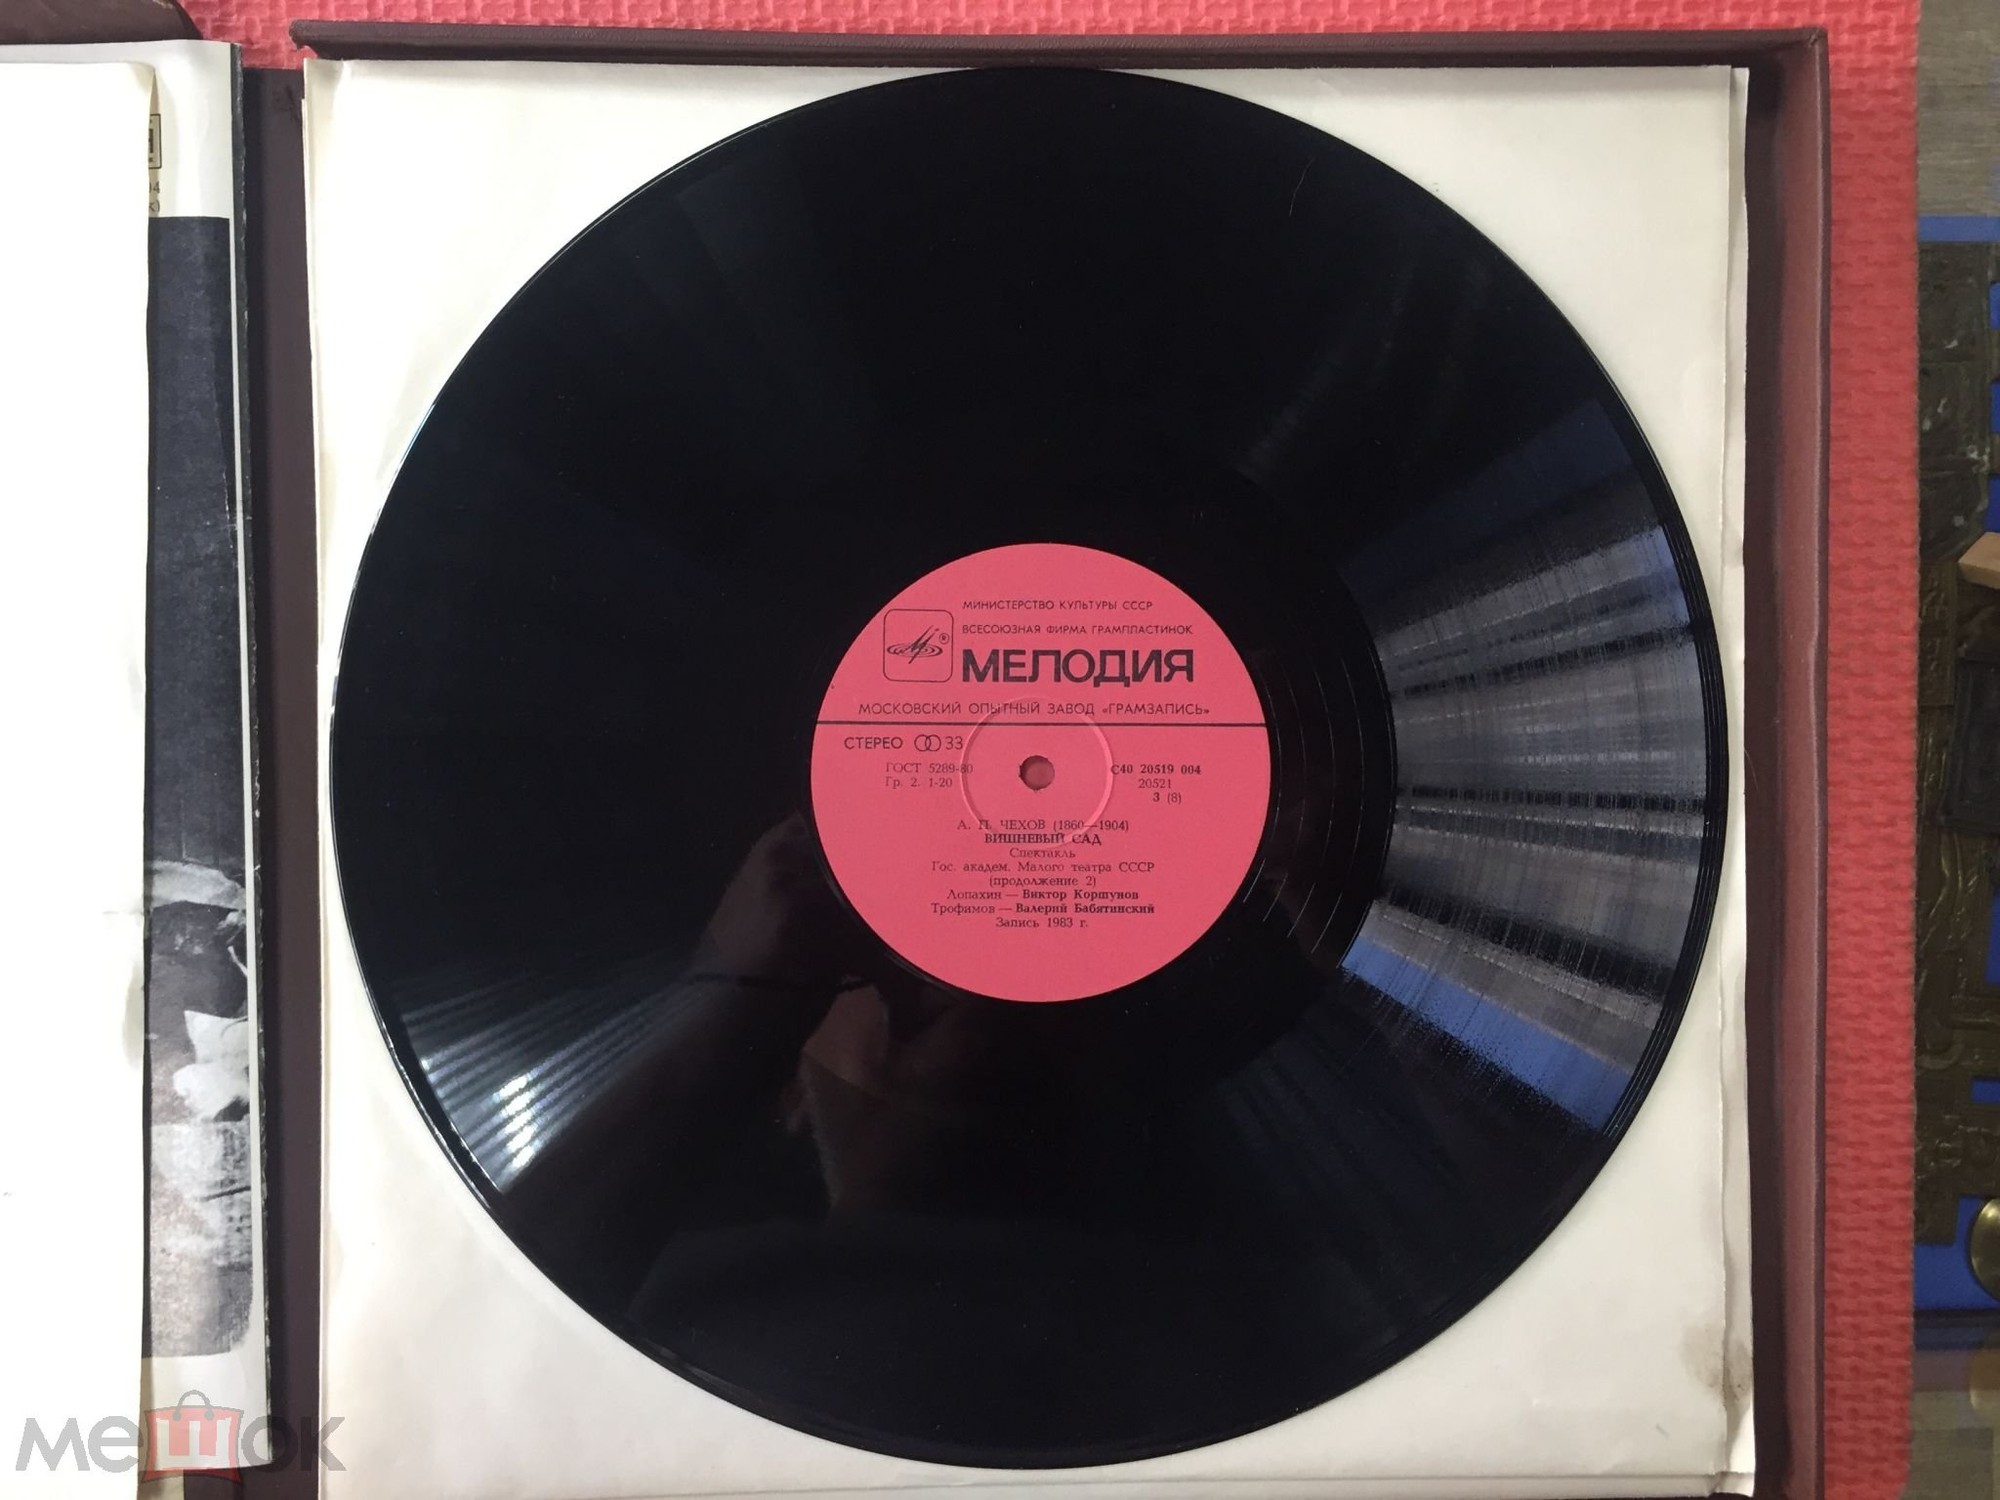 МИНИСТЕРСТВО КУЛЬТУРЫ СССР
ВСЕСОЮЗНАЯ ФИРМА ГРАМПЛАСТИНОК
МЕЛОДИЯ
МОСКОВСКИЙ ОПЫТНЫЙ ЗАВОД «ГРАМЗАПИСЬ»
СТЕРЕО 33
ГОСТ 5289-80
Гр. 2. 1-20
С40 20519 004
20521
3 (8)
А. П. ЧЕХОВ (1860—1904)
ВИШНЕВЫЙ САД
Спектакль
Гос. академ. Малого театра СССР
(продолжение 2)
Лопахин — Виктор Коршунов
Трофимов — Валерий Бабятинский
Запись 1983 г.
мешок